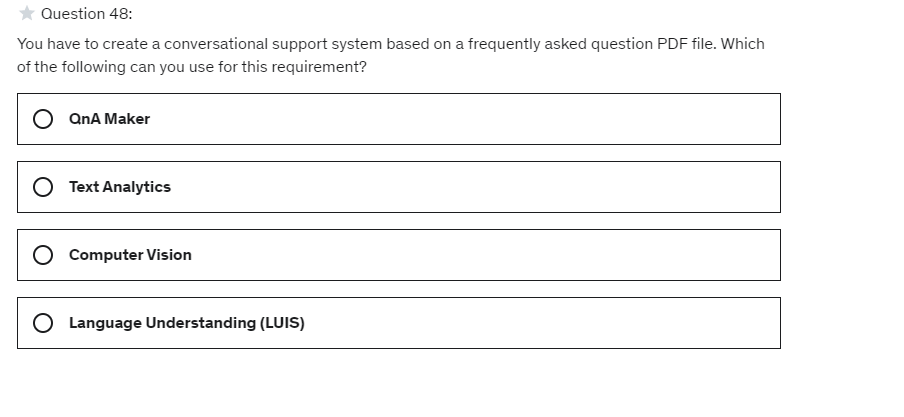 Question 48:
You have to create a conversational support system based on a frequently asked question PDF file. Which
of the following can you use for this requirement?
QnA Maker
Text Analytics
Computer Vision
Language Understanding (LUIS)